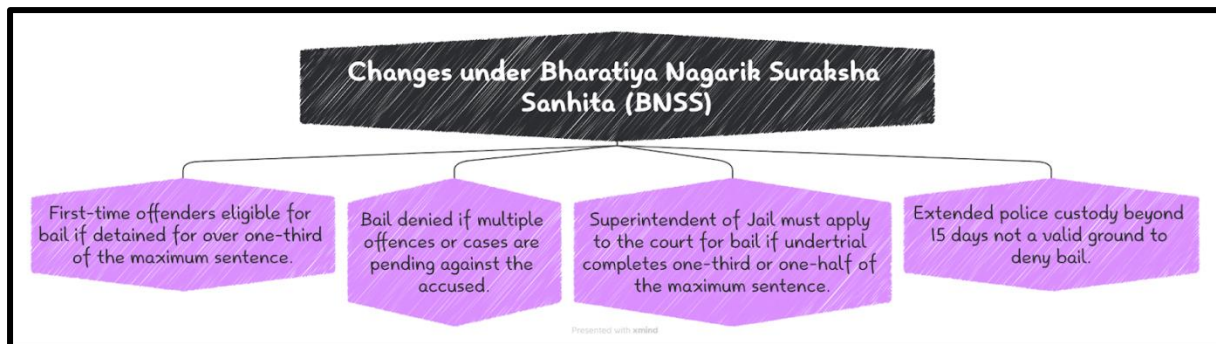 Changes under Bharatiya Nagarik Suraksha
Sanhita (BNSS)
First-time offenders eligible for
bail if detained for over one-third
of the maximum sentence.
Bail denied if multiple
offences or cases are
pending against the
accused.
Superintendent of Jail must apply
to the court for bail if undertrial
completes one-third or one-half of
the maximum sentence.
Extended police custody beyond
15 days not a valid ground to
deny bail.
Presented with xmind